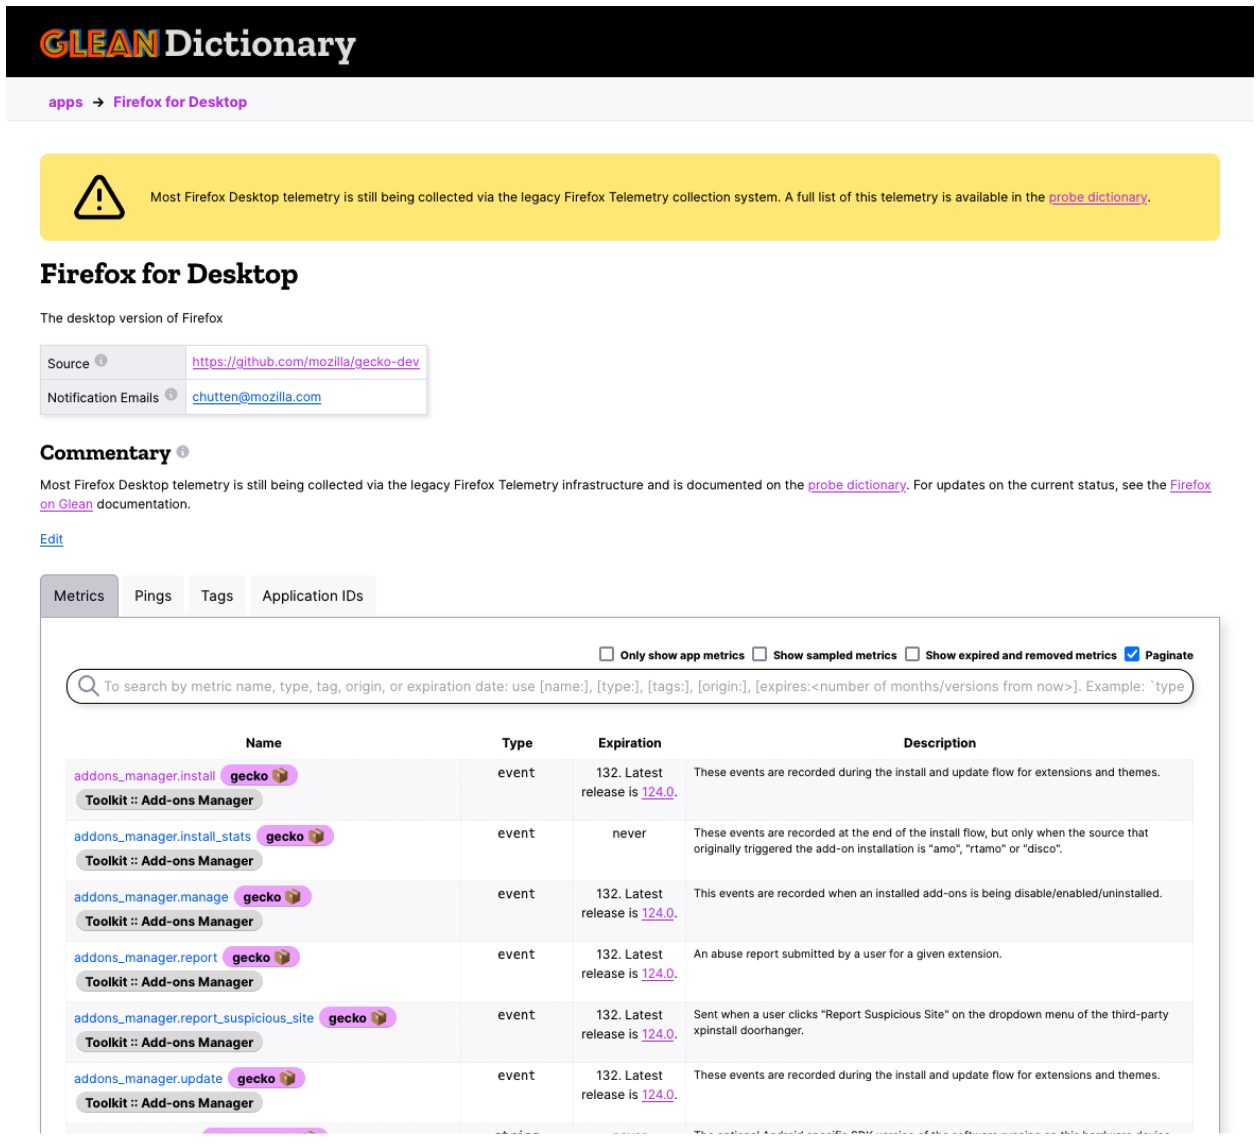 GLEAN Dictionary
apps → Firefox for Desktop
Most Firefox Desktop telemetry is still being collected via the legacy Firefox Telemetry collection system. A full list of this telemetry is available in the probe dictionary.
Firefox for Desktop
The desktop version of Firefox
Source https://github.com/mozilla/gecko-dev
Notification Emails chutten@mozilla.com
Commentary
Most Firefox Desktop telemetry is still being collected via the legacy Firefox Telemetry infrastructure and is documented on the probe dictionary. For updates on the current status, see the Firefox
on Glean documentation.
Edit
Metrics Pings Tags Application IDs
Only show app metrics Show sampled metrics Show expired and removed metrics Paginate
To search by metric name, type, tag, origin, or expiration date: use [name:], [type:], [tags:], [origin:], [expires:<number of months/versions from now>]. Example: `type
Name Type Expiration Description
addons_manager.install gecko event 132. Latest These events are recorded during the install and update flow for extensions and themes.
Toolkit :: Add-ons Manager release is 124.0.
addons_manager.install_stats gecko event never These events are recorded at the end of the install flow, but only when the source that
Toolkit :: Add-ons Manager originally triggered the add-on installation is "amo", "rtamo" or "disco".
addons_manager.manage gecko event 132. Latest This events are recorded when an installed add-ons is being disable/enabled/uninstalled.
Toolkit :: Add-ons Manager release is 124.0.
addons_manager.report gecko event 132. Latest An abuse report submitted by a user for a given extension.
Toolkit :: Add-ons Manager release is 124.0.
addons_manager.report_suspicious_site gecko event 132. Latest Sent when a user clicks "Report Suspicious Site" on the dropdown menu of the third-party
Toolkit :: Add-ons Manager release is 124.0. xpinstall doorhanger.
addons_manager.update gecko event 132. Latest These events are recorded during the install and update flow for extensions and themes.
Toolkit :: Add-ons Manager release is 124.0.